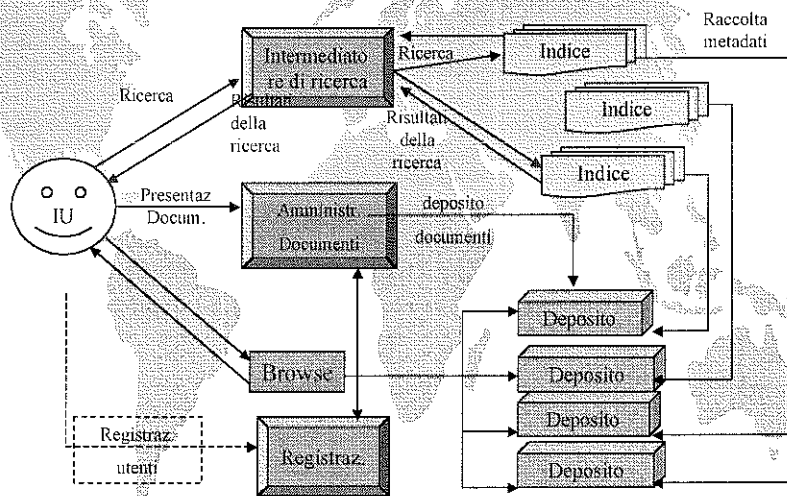 Raccolta
metadati
Intermediato
re di ricerca
Ricerca
Indice
Ricerca
Risultati
della
ricerca
Risultati
della
ricerca
Indice
Indice
IU
Presentaz
Docum.
Amministr.
Documenti
deposito
documenti
Deposito
Browse
Deposito
Deposito
Registraz.
utenti
Registraz.
Deposito